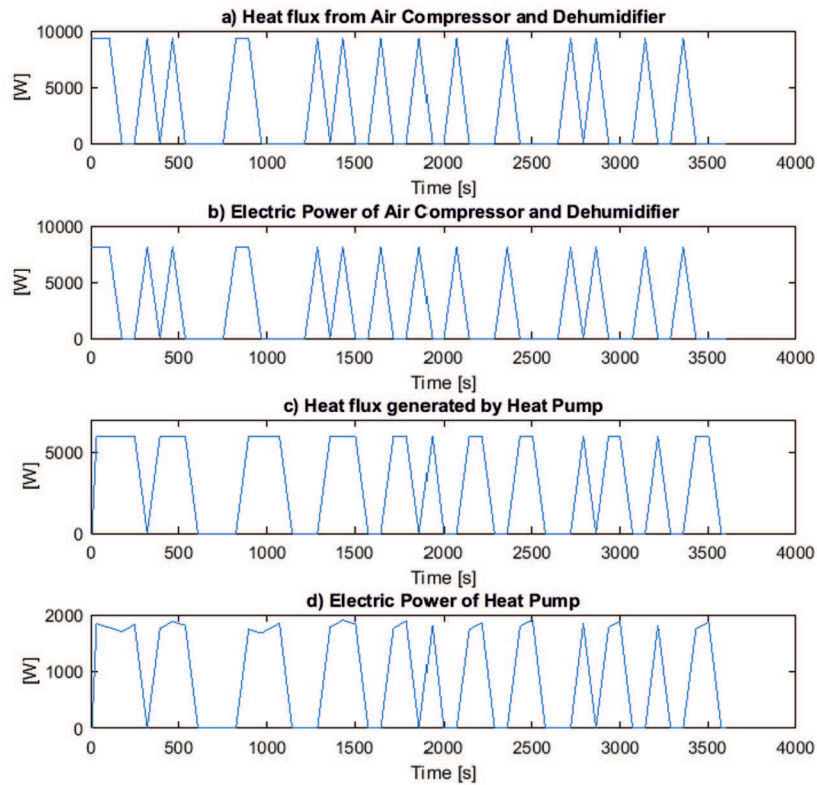 a) Heat flux from Air Compressor and Dehumidifier
10000
5000
0
[W]
0 500 1000 1500 2000 2500 3000 3500 4000
Time [s]
b) Electric Power of Air Compressor and Dehumidifier
10000
5000
0
[W]
0 500 1000 1500 2000 2500 3000 3500 4000
Time [s]
c) Heat flux generated by Heat Pump
5000
0
[W]
0 500 1000 1500 2000 2500 3000 3500 4000
Time [s]
d) Electric Power of Heat Pump
2000
1000
0
[W]
0 500 1000 1500 2000 2500 3000 3500 4000
Time [s]